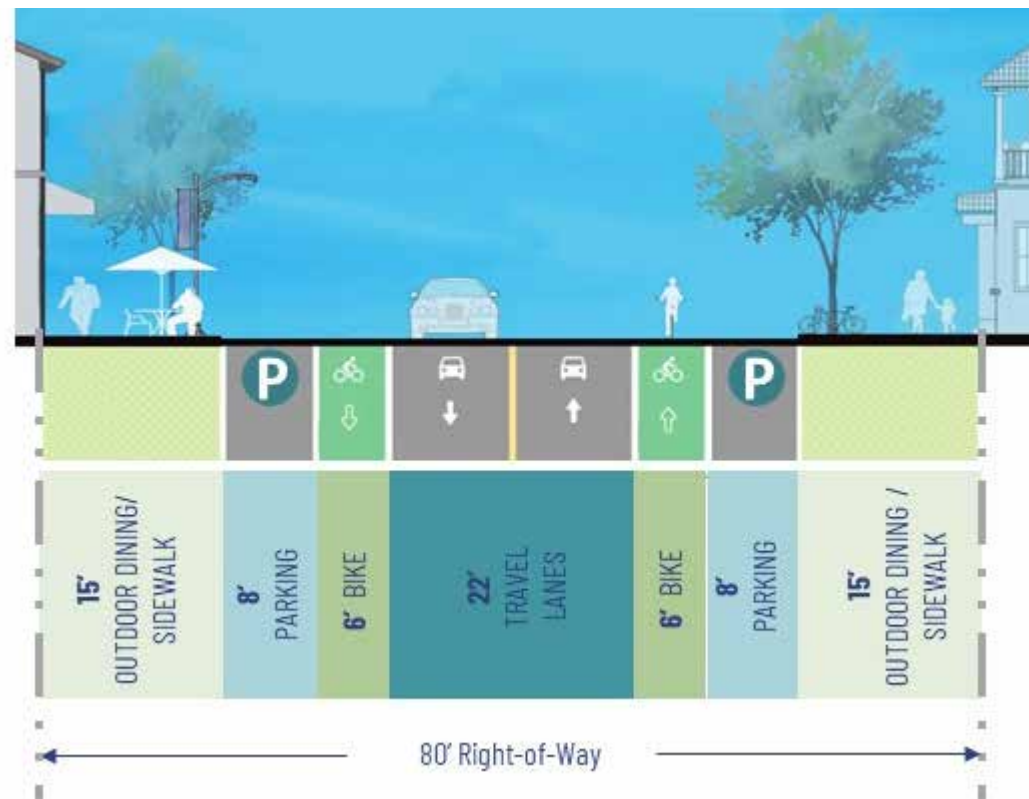 P
P
15'
OUTDOOR DINING/
SIDEWALK
8'
PARKING
6' BIKE
22'
TRAVEL
LANES
6' BIKE
8'
PARKING
15'
OUTDOOR DINING /
SIDEWALK
80' Right-of-Way